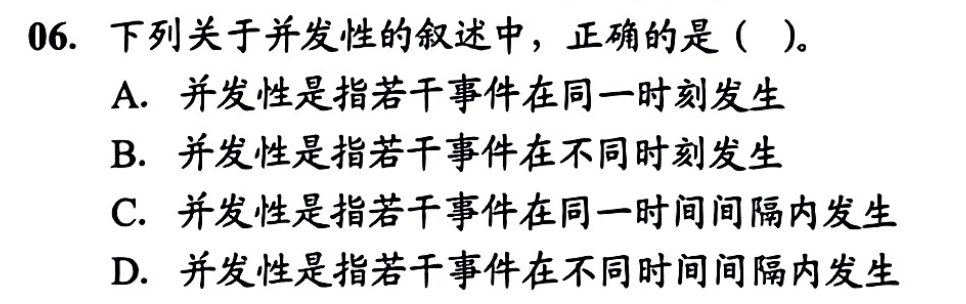 06. 下列关于并发性的叙述中，正确的是（ ）。
A. 并发性是指若干事件在同一时刻发生
B. 并发性是指若干事件在不同时刻发生
C. 并发性是指若干事件在同一时间间隔内发生
D. 并发性是指若干事件在不同时间间隔内发生